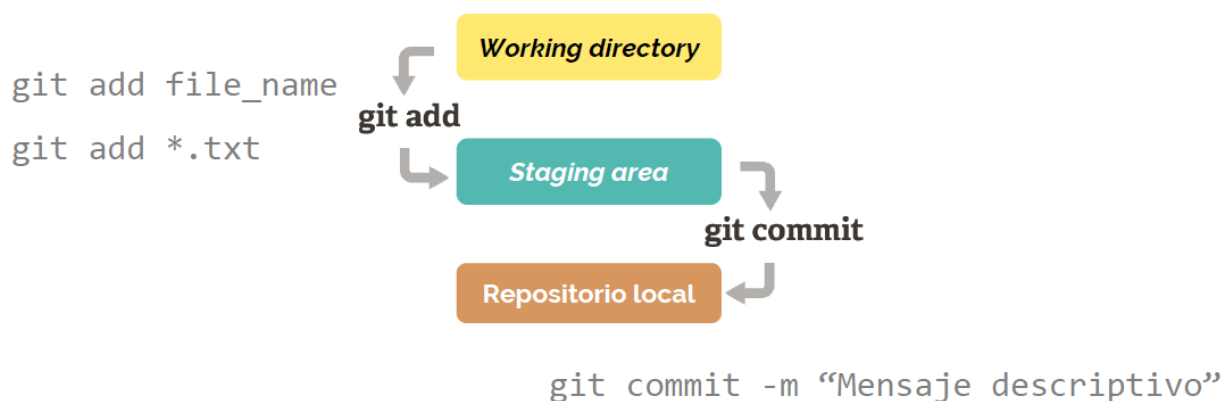 Working directory
git add file_name
git add
git add *.txt
Staging area
git commit
Repositorio local
git commit -m “Mensaje descriptivo”